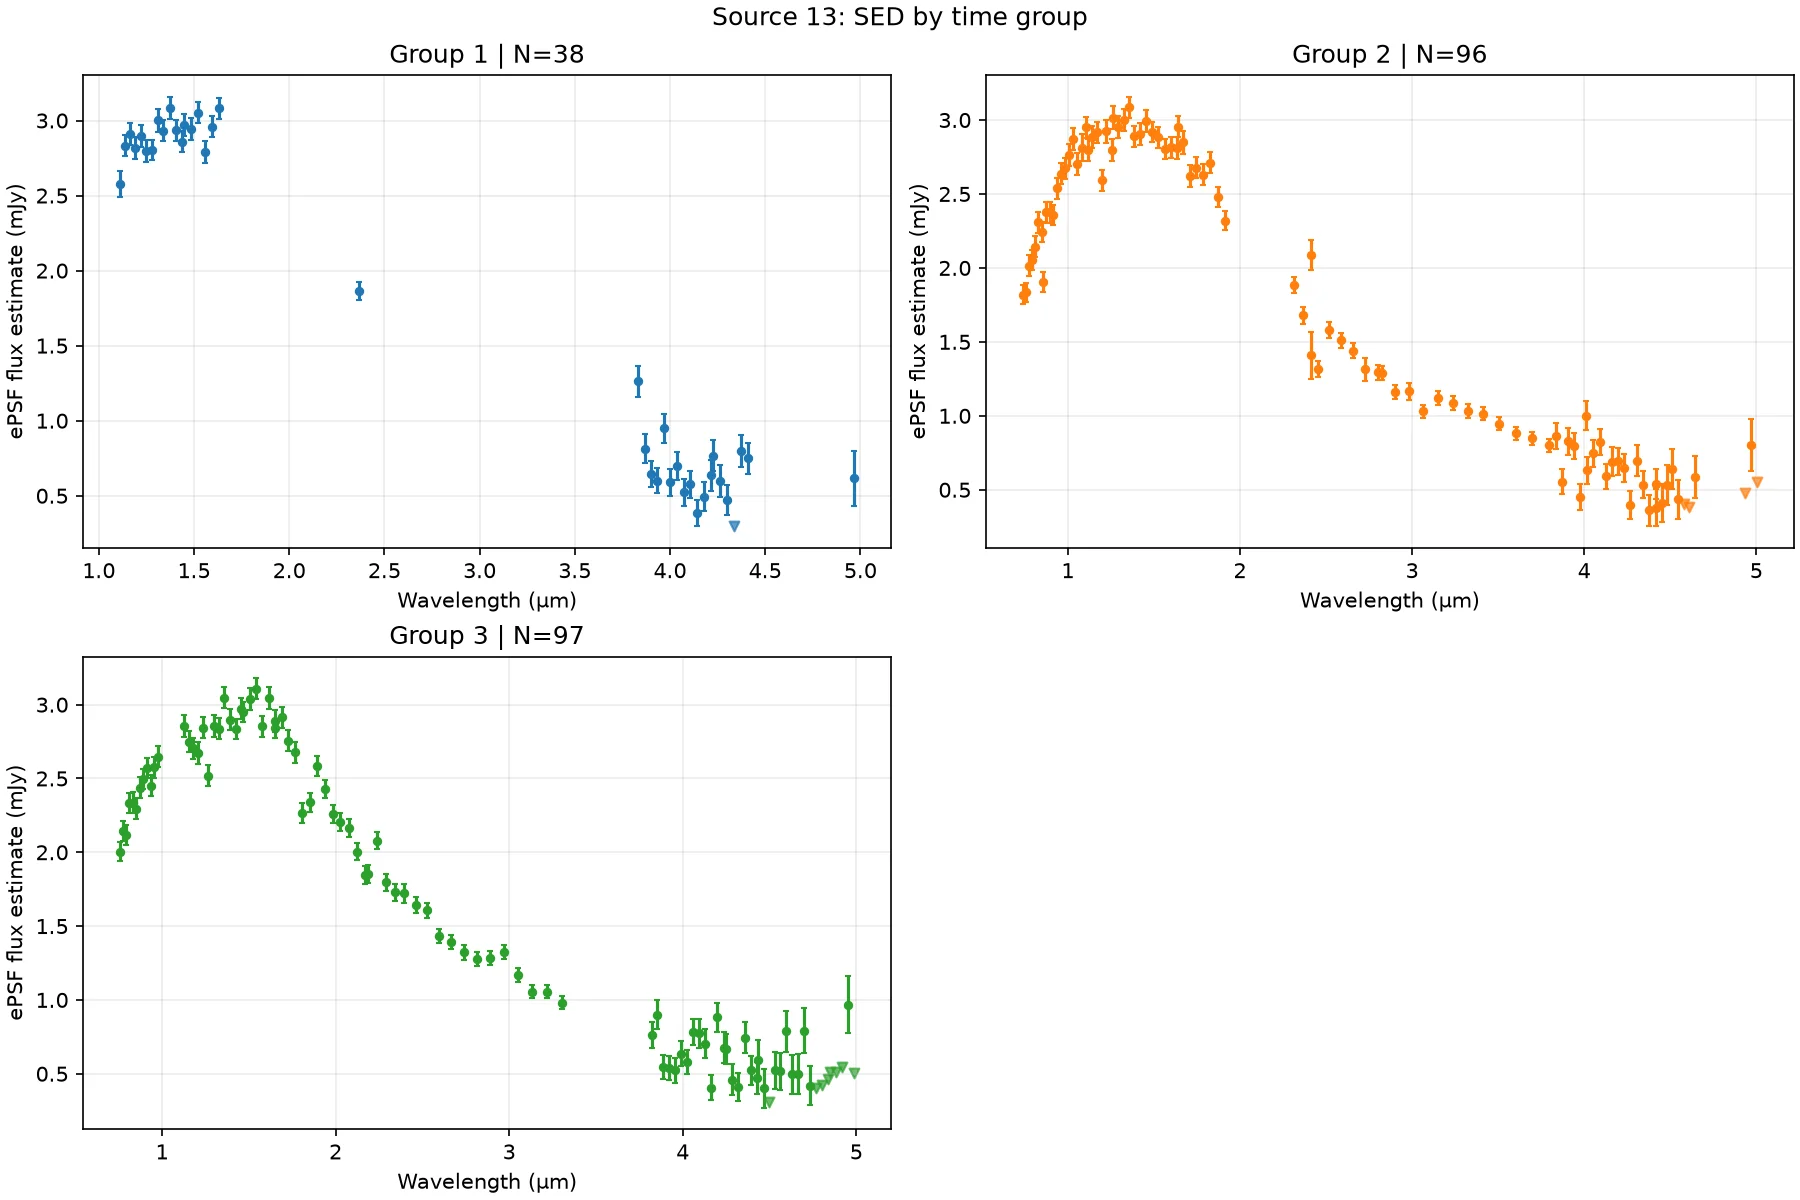 Source 13: SED by time group
Group 1 | N=38
ePSF flux estimate (mJy)
3.0
2.5
2.0
1.5
1.0
0.5
1.0 1.5 2.0 2.5 3.0 3.5 4.0 4.5 5.0
Wavelength (μm)
Group 2 | N=96
ePSF flux estimate (mJy)
3.0
2.5
2.0
1.5
1.0
0.5
1 2 3 4 5
Wavelength (μm)
Group 3 | N=97
ePSF flux estimate (mJy)
3.0
2.5
2.0
1.5
1.0
0.5
1 2 3 4 5
Wavelength (μm)